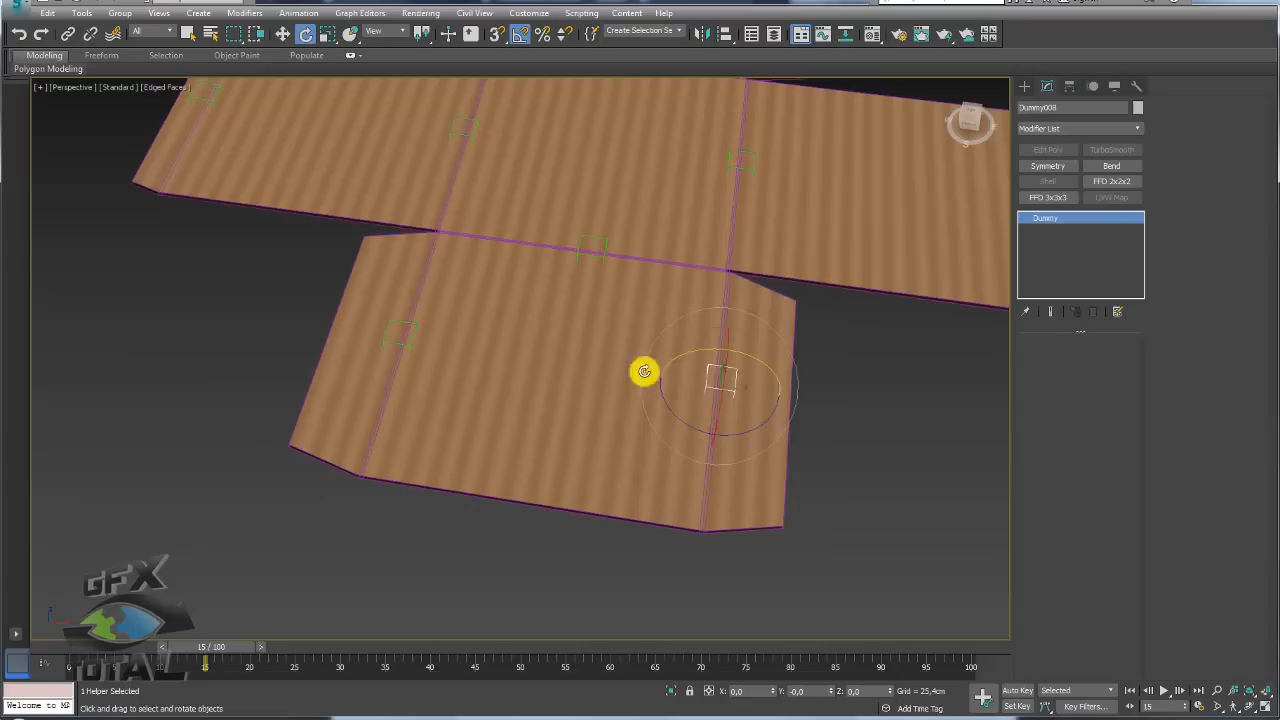 Edit Tools Group Views Create Modifiers Animation Graph Editors Rendering Civil View Customize Scripting Content Help
All View Create Selection Se
Modeling Freeform Selection Object Paint Populate
Polygon Modeling
[+] [Perspective] [Standard] [Edged Faces]
Dummy008
Modifier List
Edit Poly TurboSmooth
Symmetry Bend
Shell FFD 2x2x2
FFD 3x3x3 UVW Map
Dummy
GFX
TOTAL
< 15 / 100 >
0 5 10 15 20 25 30 35 40 45 50 55 60 65 70 75 80 85 90 95 100
1 Helper Selected X: 0,0 Y: -0,0 Z: 0,0 Grid = 25,4cm Auto Key Selected
Welcome to MA Click and drag to select and rotate objects Add Time Tag Set Key Key Filters... 15